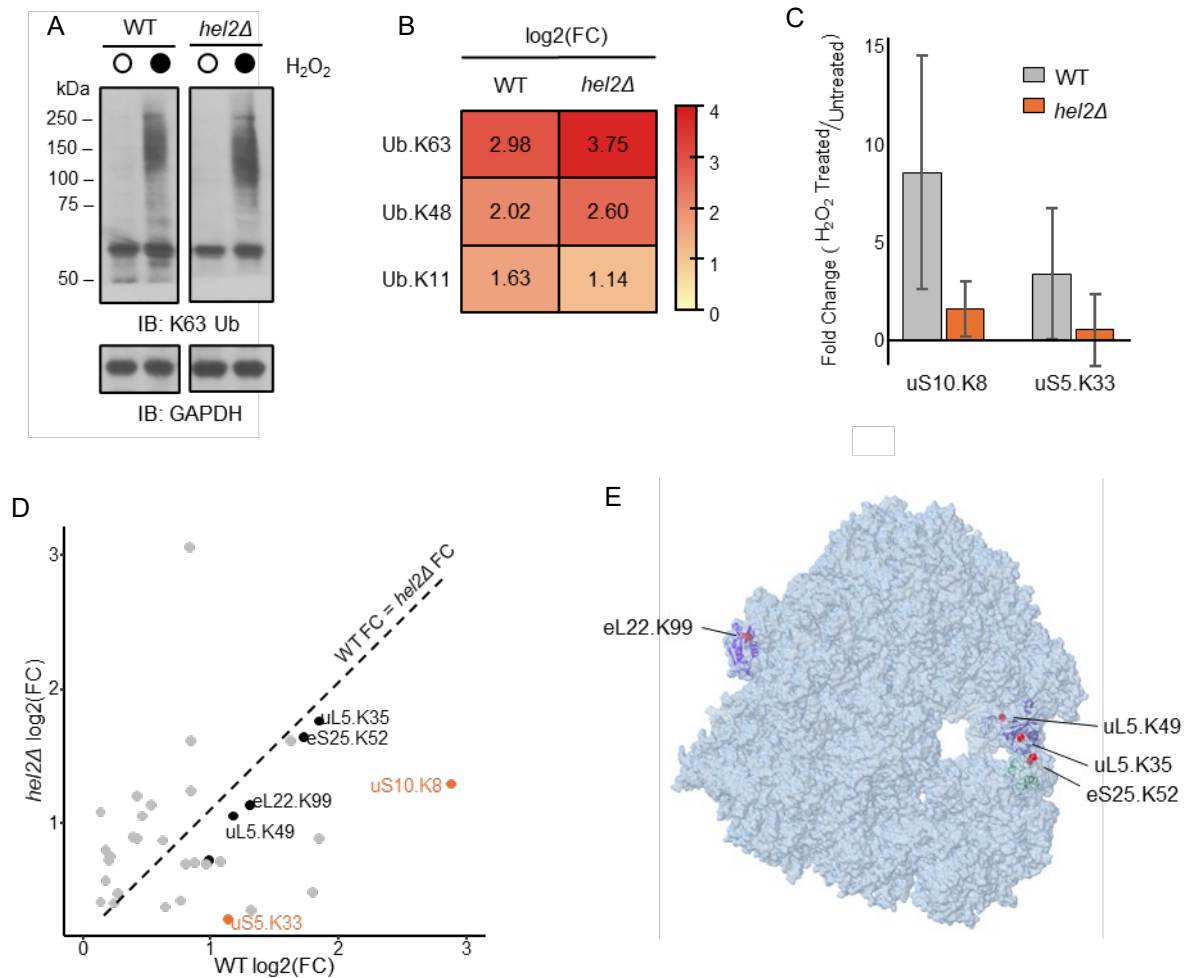 A
WT
hel2Δ
H₂O₂
kDa
250 –
150 –
100 –
75 –
50 –
IB: K63 Ub
IB: GAPDH
B
log2(FC)
WT
hel2Δ
Ub.K63
2.98
3.75
Ub.K48
2.02
2.60
Ub.K11
1.63
1.14
4
3
2
1
0
C
Fold Change ( H₂O₂ Treated/Untreated)
15
10
5
0
WT
hel2Δ
uS10.K8
uS5.K33
D
hel2Δ log2(FC)
3
2
1
WT FC = hel2Δ FC
uL5.K35
eS25.K52
uS10.K8
eL22.K99
uL5.K49
uS5.K33
0
1
2
3
WT log2(FC)
E
eL22.K99
uL5.K49
uL5.K35
eS25.K52